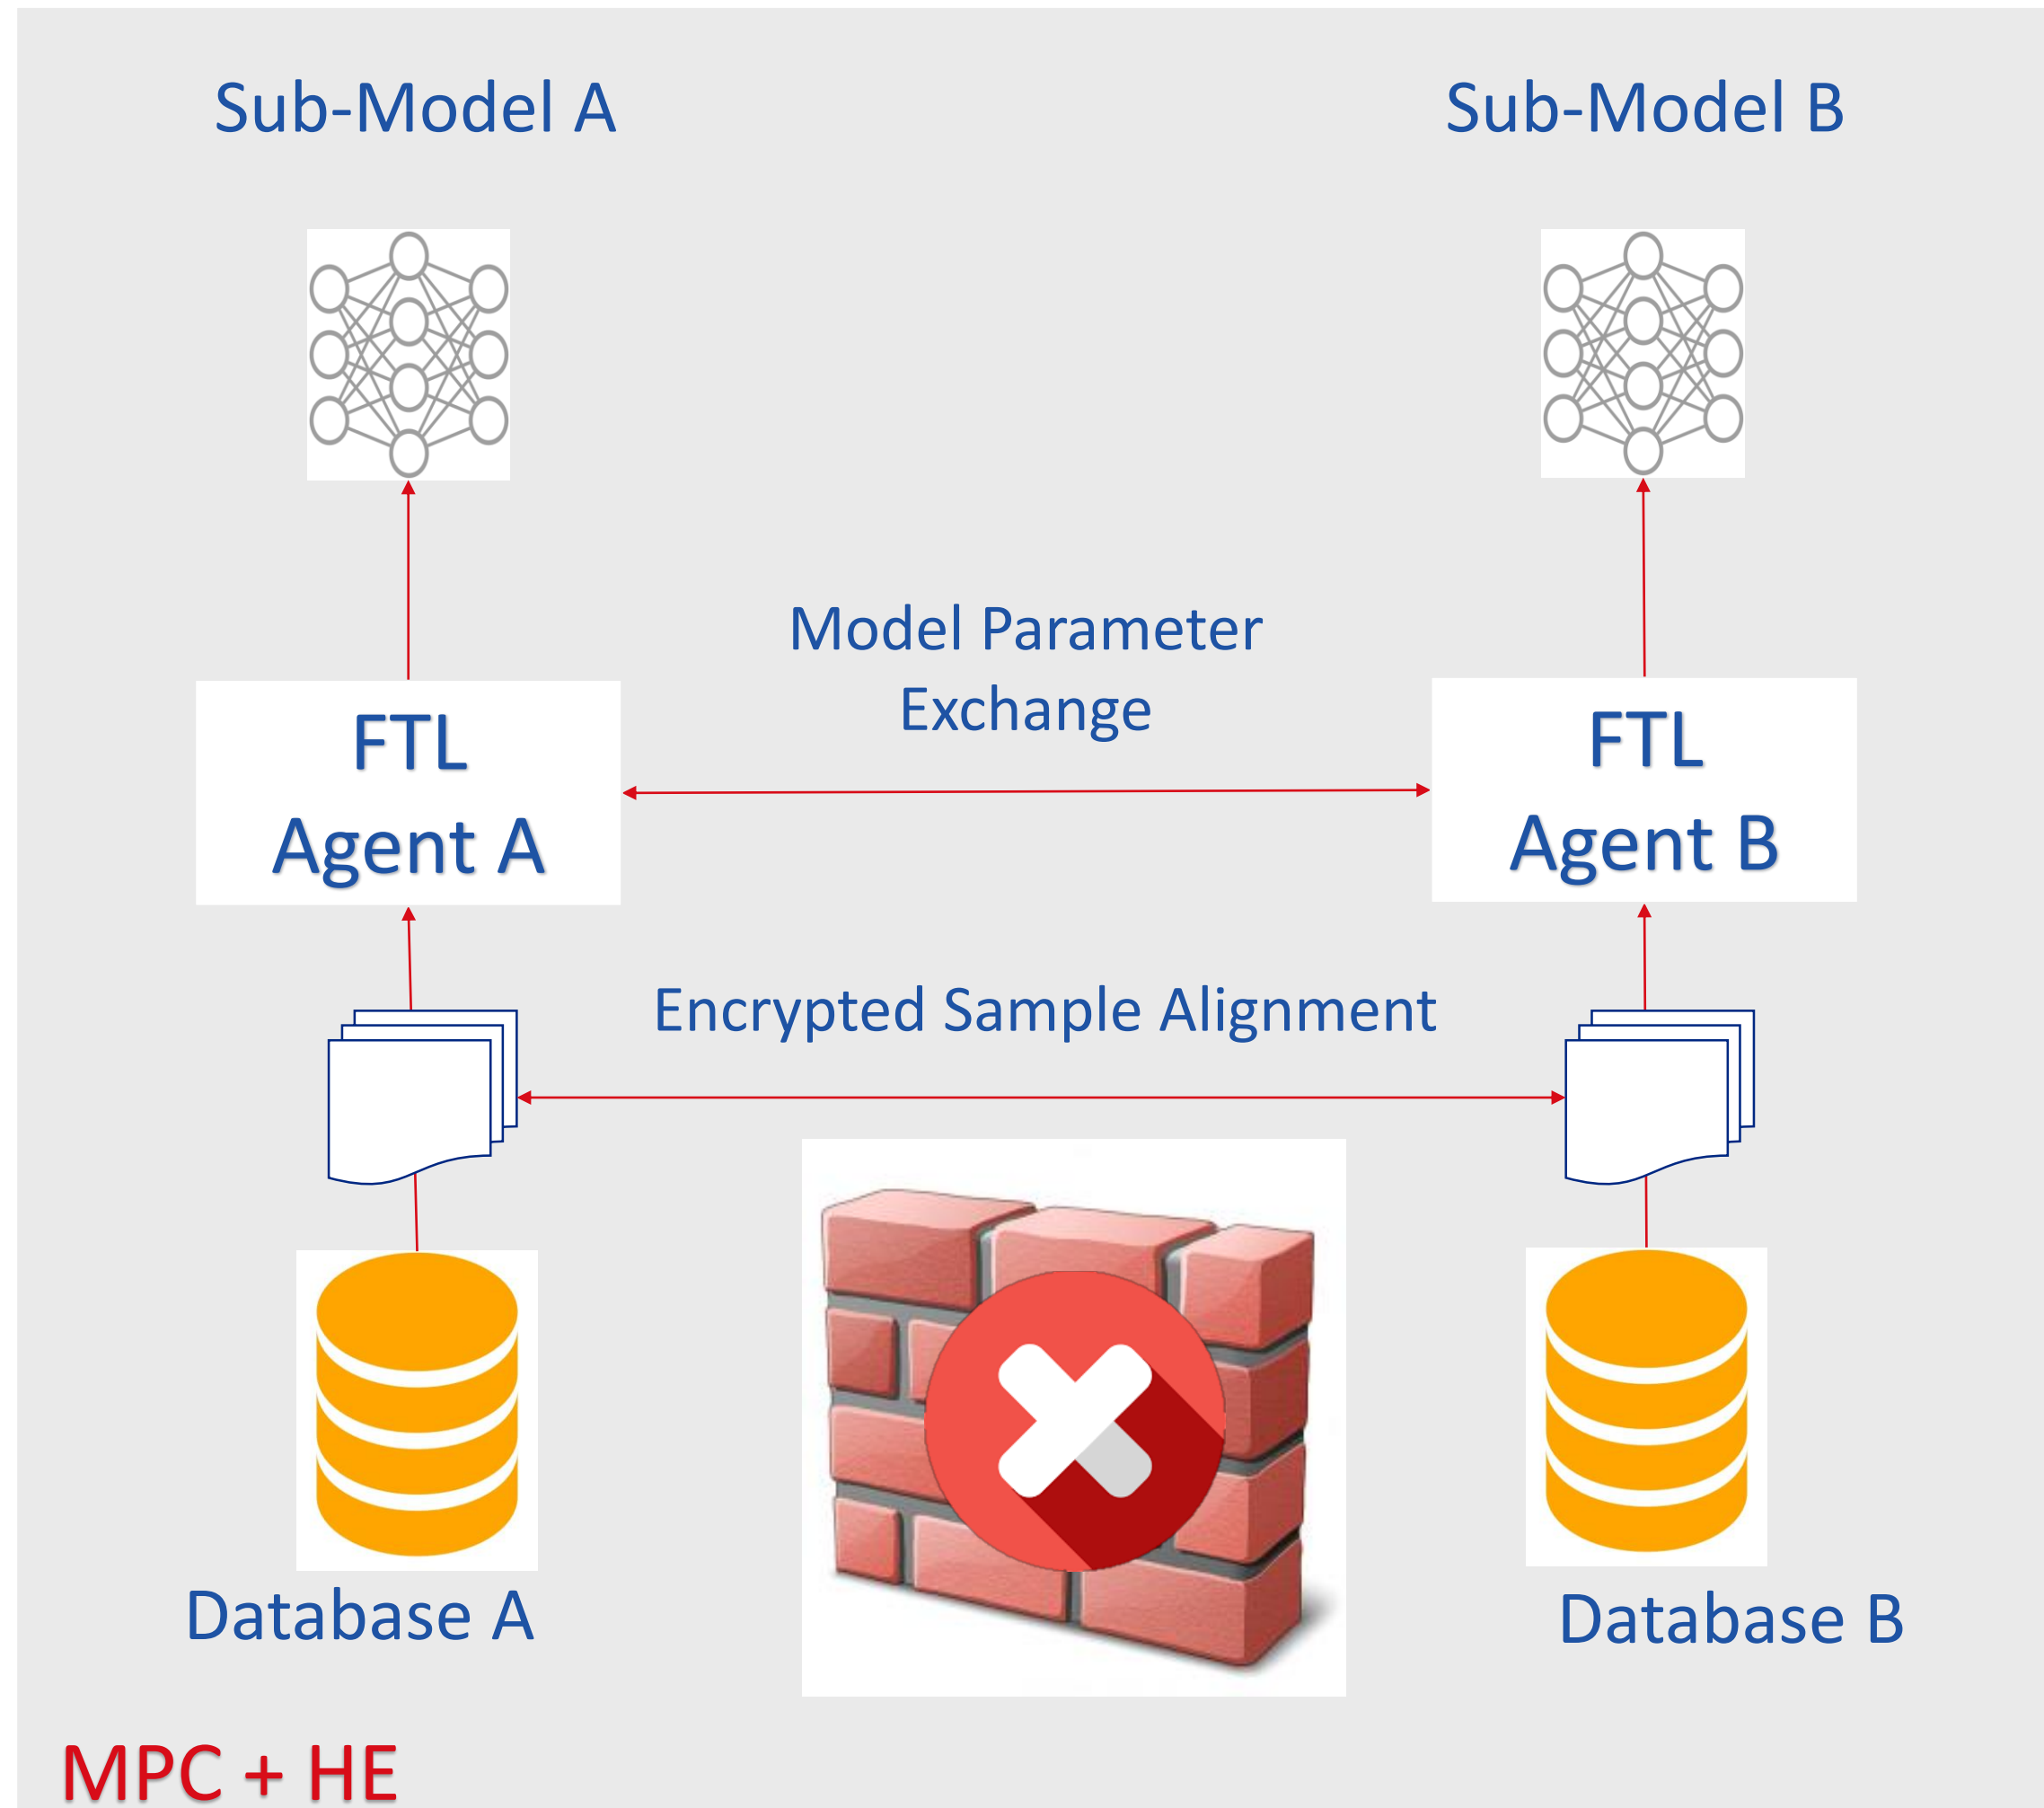 Sub-Model A
Sub-Model B
Model Parameter
Exchange
FTL
Agent A
FTL
Agent B
Encrypted Sample Alignment
Database A
Database B
MPC + HE